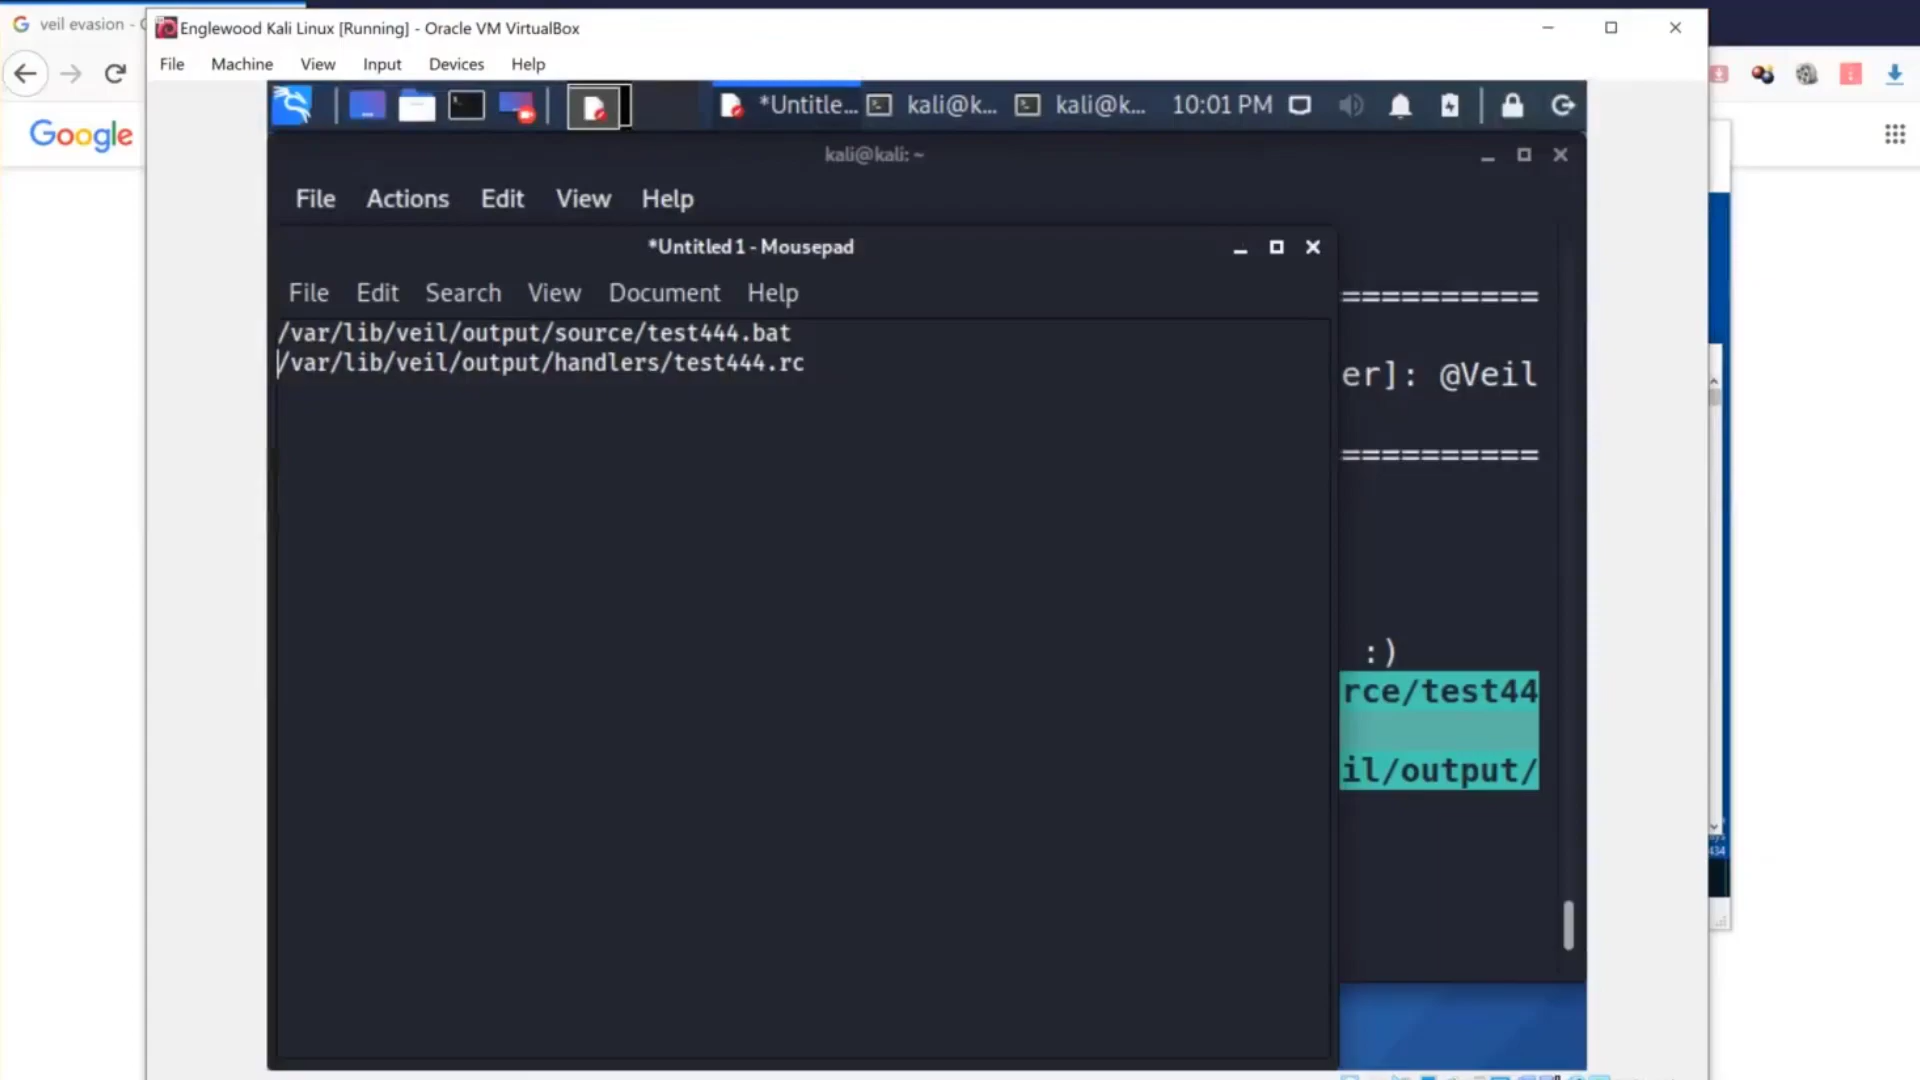 veil evasion -
Englewood Kali Linux [Running] - Oracle VM VirtualBox
File Machine View Input Devices Help
Google
*Untitle... kali@k... kali@k... 10:01 PM
kali@kali: ~
File Actions Edit View Help
*Untitled 1 - Mousepad
File Edit Search View Document Help
/var/lib/veil/output/source/test444.bat
/var/lib/veil/output/handlers/test444.rc
==========
er]: @Veil
==========
:)
rce/test44
il/output/
434